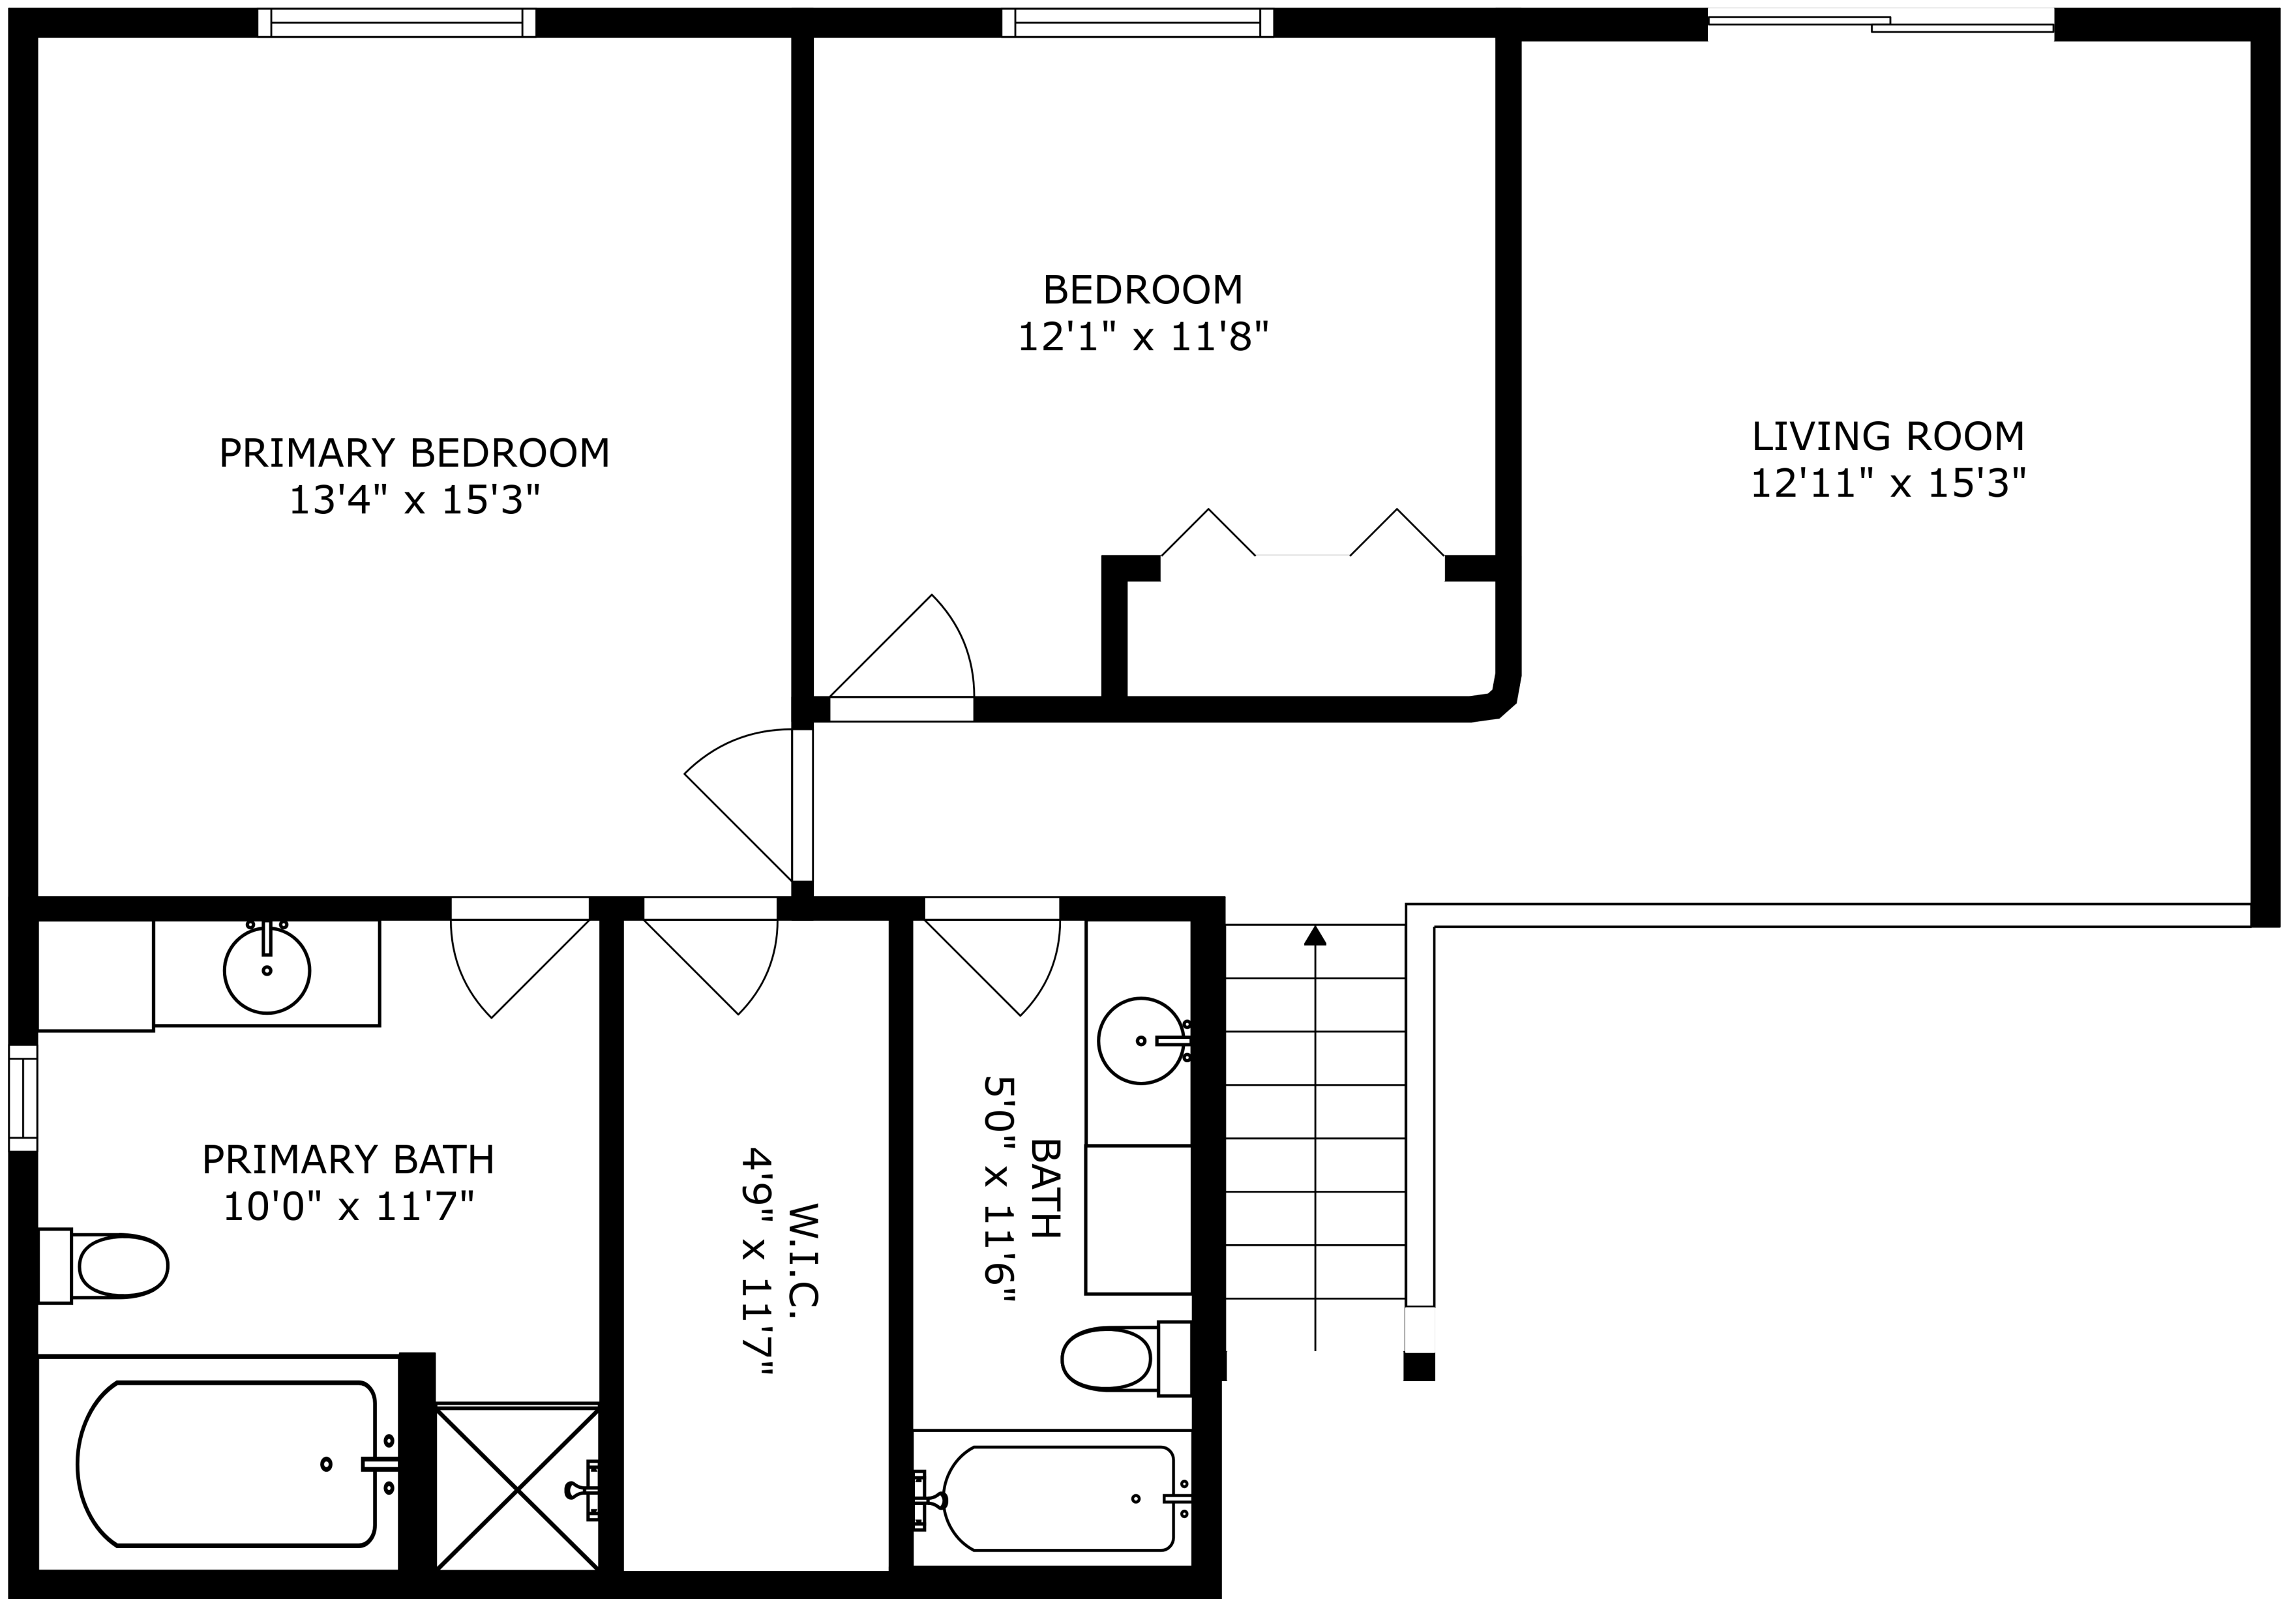 BEDROOM
12'1" x 11'8"
PRIMARY BEDROOM
13'4" x 15'3"
LIVING ROOM
12'11" x 15'3"
PRIMARY BATH
10'0" x 11'7"
W.I.C.
4'9" x 11'7"
BATH
5'0" x 11'6"